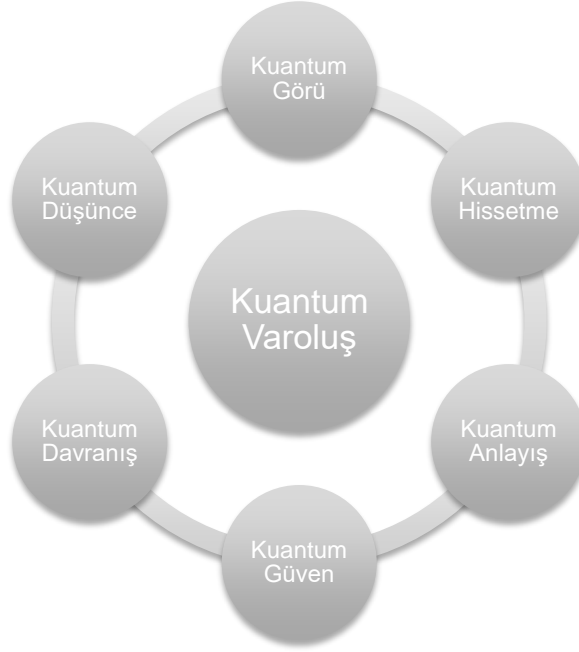 Kuantum
Görü
Kuantum
Hissetme
Kuantum
Anlayış
Kuantum
Güven
Kuantum
Davranış
Kuantum
Düşünce
Kuantum
Varoluş